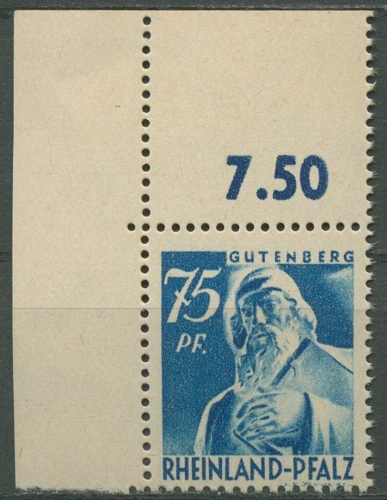 7.50
GUTENBERG
75
PF.
RHEINLAND-PFALZ